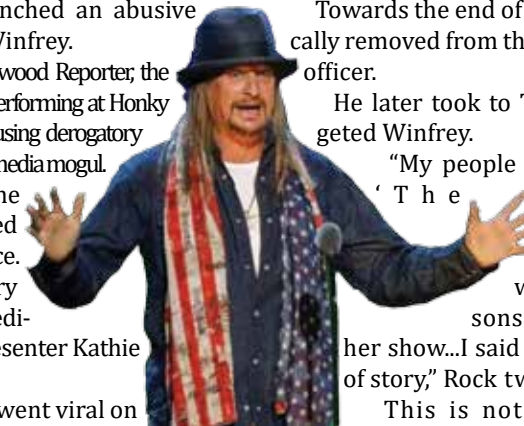 nched an abusive
Winfrey.
wood Reporter, the
erforming at Honky
using derogatory
media mogul.
he
ed
ce.
ry
edi-
esenter Kathie
went viral on
Towards the end of
cally removed from th
officer.
He later took to T
geted Winfrey.
“My people
‘The
w
sons
her show...I said
of story,” Rock tw
This is not